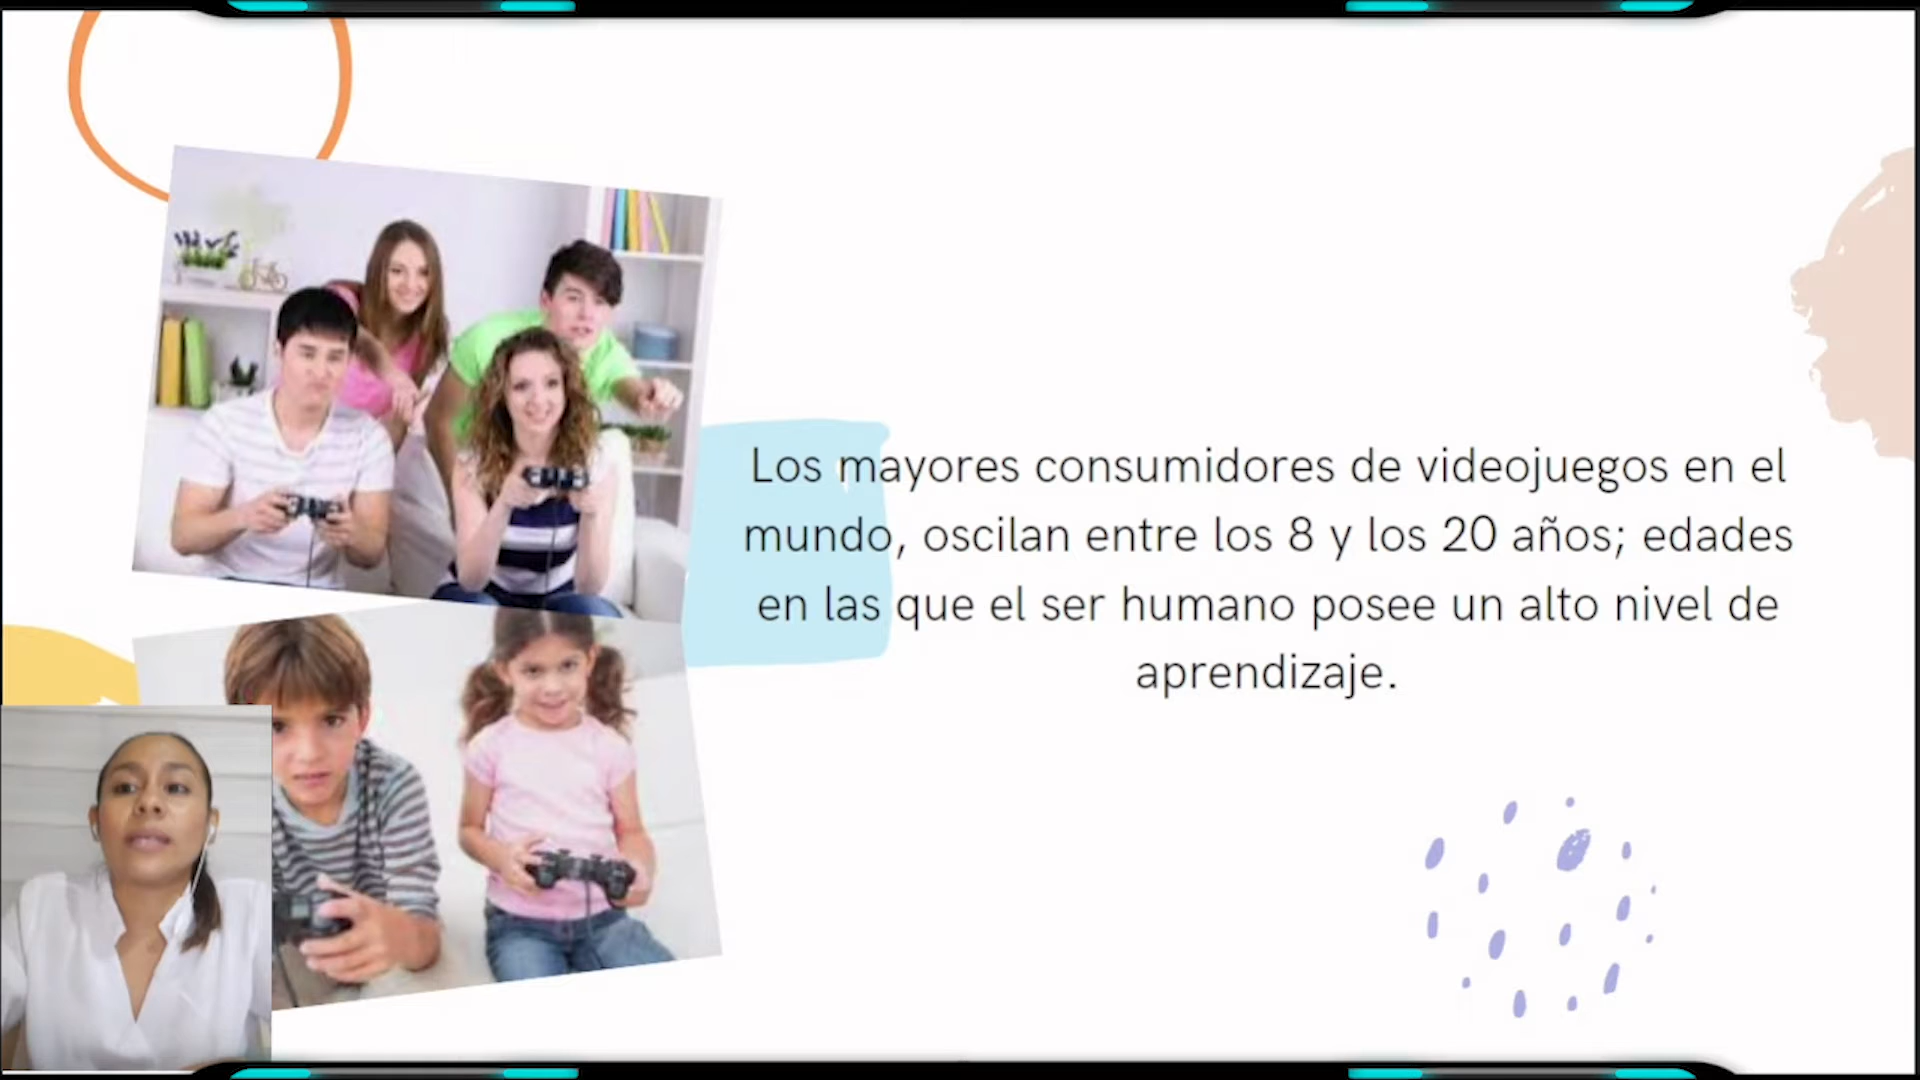 Los mayores consumidores de videojuegos en el
mundo, oscilan entre los 8 y los 20 años; edades
en las que el ser humano posee un alto nivel de
aprendizaje.